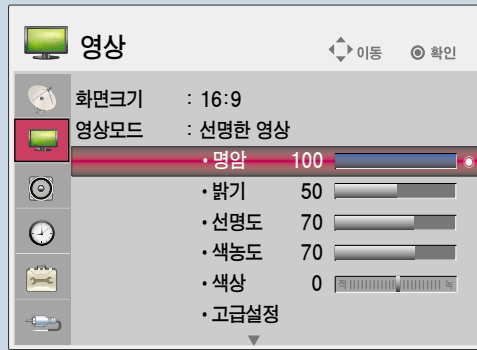 영상 이동 확인
화면크기 : 16:9
영상모드 : 선명한 영상
• 명암 100
• 밝기 50
• 선명도 70
• 색농도 70
• 색상 0 적 녹
• 고급설정